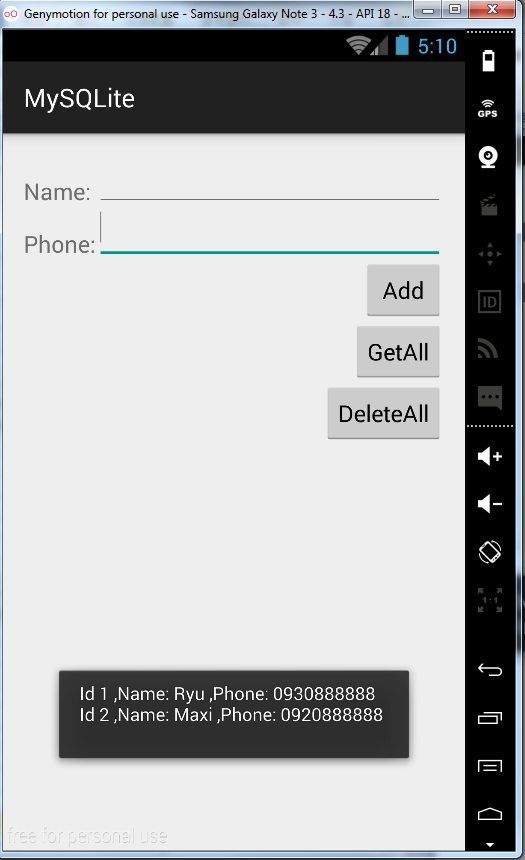 Genymotion for personal use - Samsung Galaxy Note 3 - 4.3 - API 18 - ...
5:10
GPS
MySQLite
Name:
Phone:
Add
ID
GetAll
DeleteAll
1:1
Id 1 ,Name: Ryu ,Phone: 0930888888
Id 2 ,Name: Maxi ,Phone: 0920888888
free for personal use